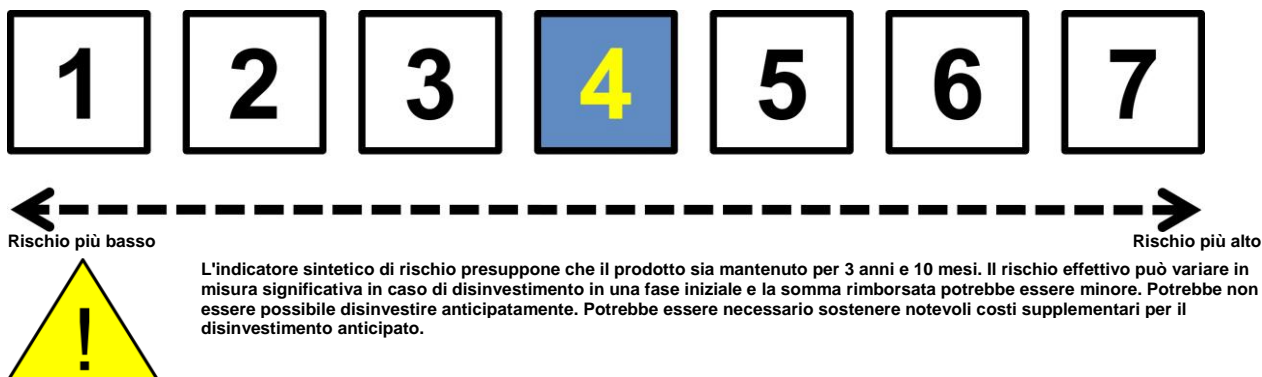 1 2 3 4 5 6 7
Rischio più basso Rischio più alto
L'indicatore sintetico di rischio presuppone che il prodotto sia mantenuto per 3 anni e 10 mesi. Il rischio effettivo può variare in
misura significativa in caso di disinvestimento in una fase iniziale e la somma rimborsata potrebbe essere minore. Potrebbe non
essere possibile disinvestire anticipatamente. Potrebbe essere necessario sostenere notevoli costi supplementari per il
disinvestimento anticipato.
!